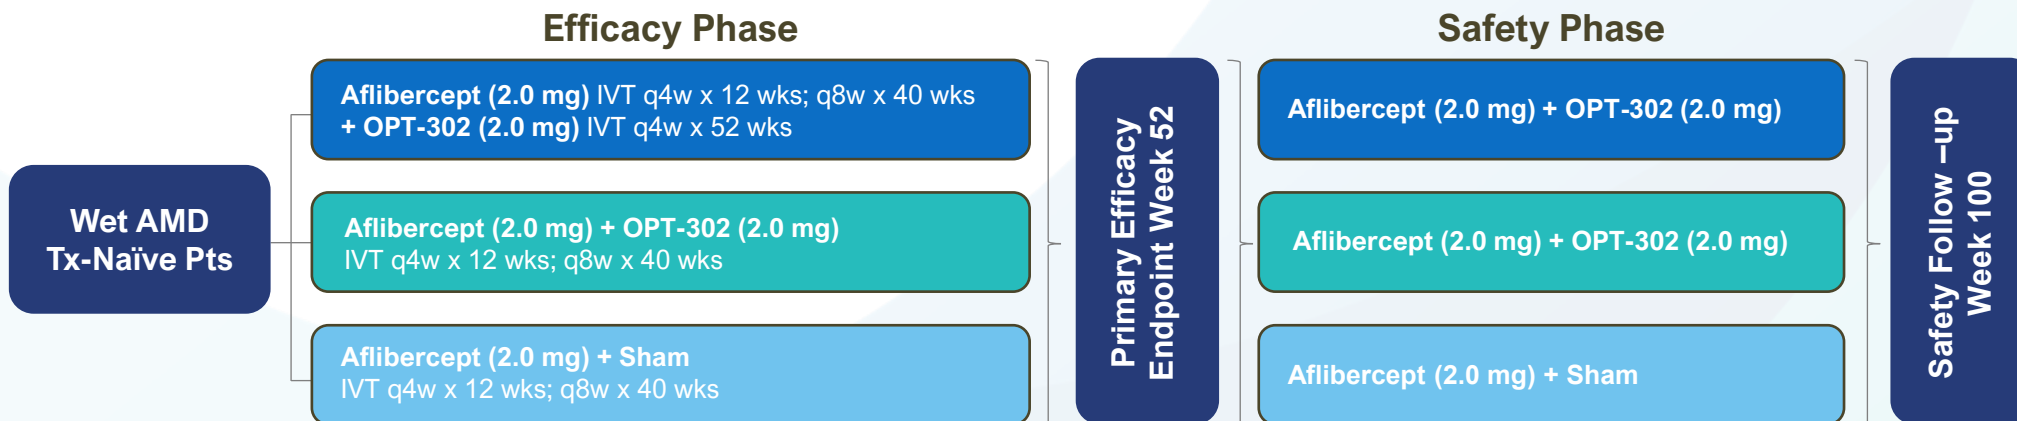 Efficacy Phase
Safety Phase
Wet AMD
Tx-Naïve Pts
Aflibercept (2.0 mg) IVT q4w x 12 wks; q8w x 40 wks
+ OPT-302 (2.0 mg) IVT q4w x 52 wks
Aflibercept (2.0 mg) + OPT-302 (2.0 mg)
IVT q4w x 12 wks; q8w x 40 wks
Aflibercept (2.0 mg) + Sham
IVT q4w x 12 wks; q8w x 40 wks
Primary Efficacy
Endpoint Week 52
Aflibercept (2.0 mg) + OPT-302 (2.0 mg)
Aflibercept (2.0 mg) + OPT-302 (2.0 mg)
Aflibercept (2.0 mg) + Sham
Safety Follow –up
Week 100